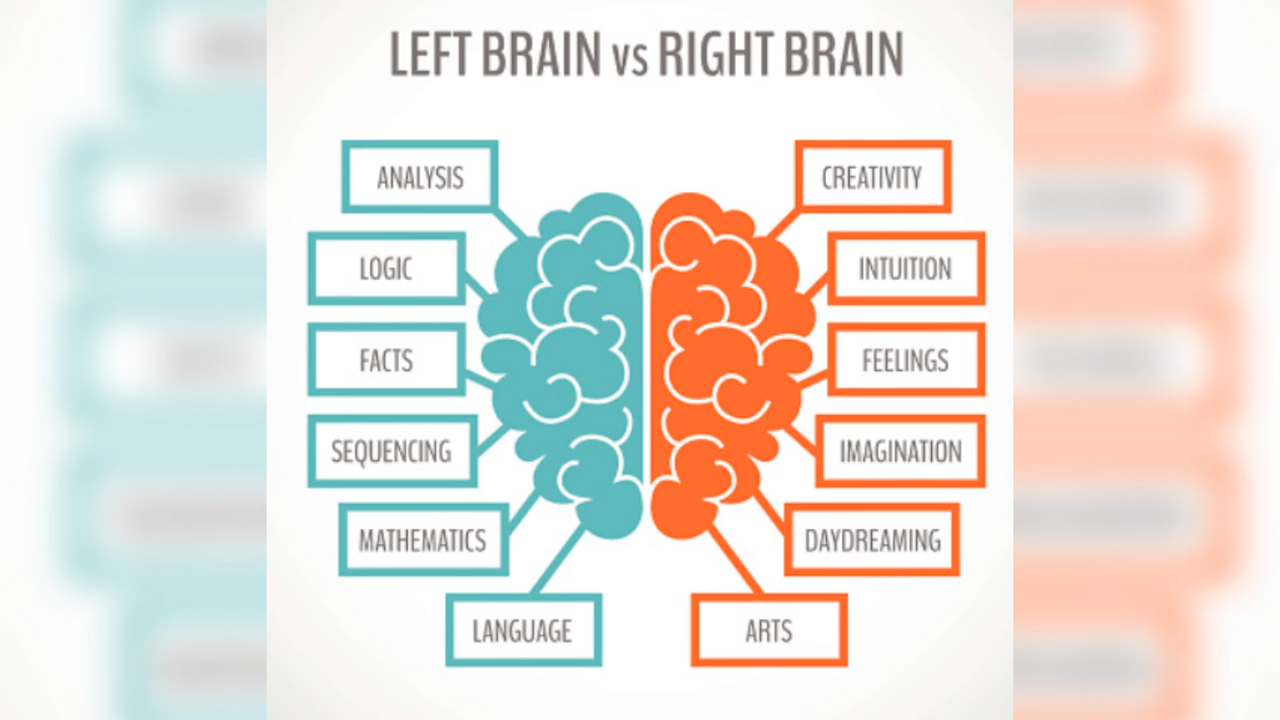 LEFT BRAIN vs RIGHT BRAIN
ANALYSIS
LOGIC
FACTS
SEQUENCING
MATHEMATICS
LANGUAGE
CREATIVITY
INTUITION
FEELINGS
IMAGINATION
DAYDREAMING
ARTS